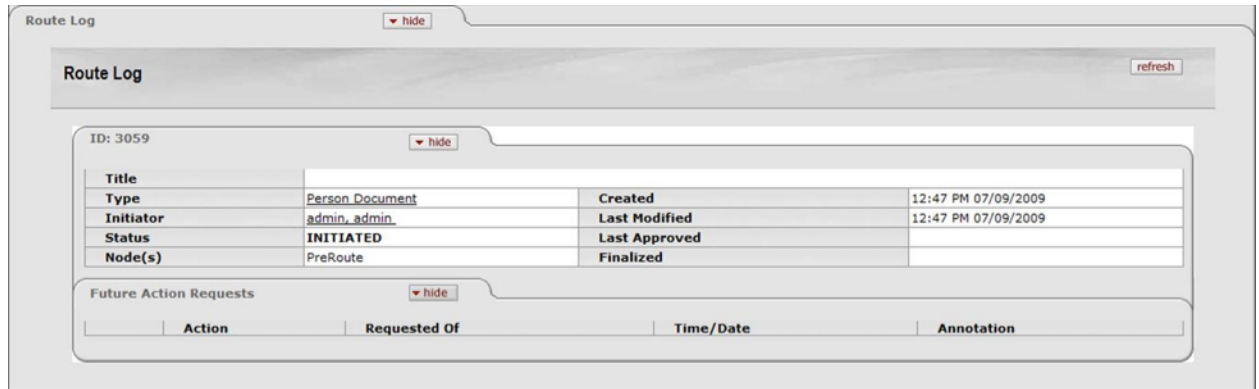 Route Log hide
Route Log refresh
ID: 3059 hide
Title
Type Person Document Created 12:47 PM 07/09/2009
Initiator admin, admin Last Modified 12:47 PM 07/09/2009
Status INITIATED Last Approved
Node(s) PreRoute Finalized
Future Action Requests hide
Action Requested Of Time/Date Annotation